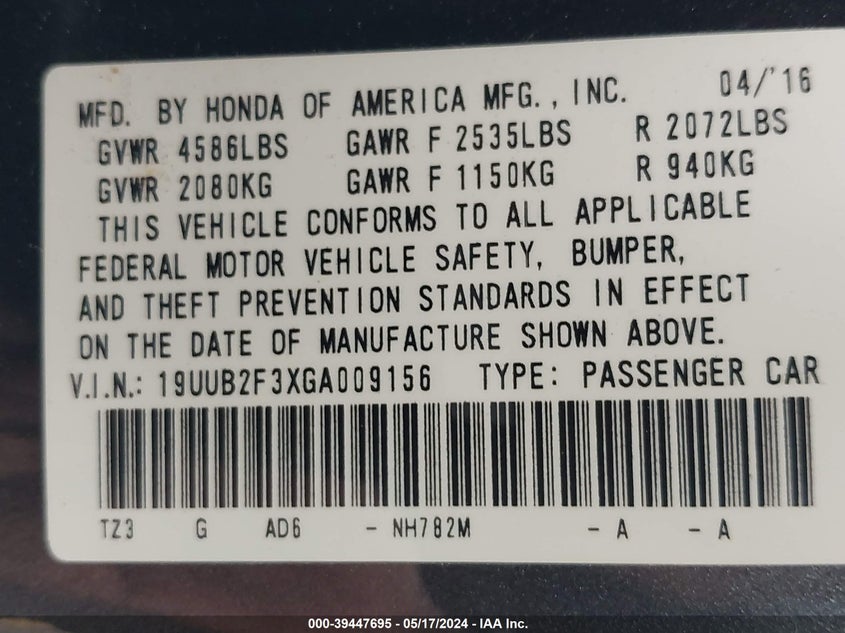 MFD. BY HONDA OF AMERICA MFG., INC. 04/'16
GVWR 4586LBS GAWR F 2535LBS R 2072LBS
GVWR 2080KG GAWR F 1150KG R 940KG
THIS VEHICLE CONFORMS TO ALL APPLICABLE
FEDERAL MOTOR VEHICLE SAFETY, BUMPER,
AND THEFT PREVENTION STANDARDS IN EFFECT
ON THE DATE OF MANUFACTURE SHOWN ABOVE.
V.I.N.: 19UUB2F3XGA009156 TYPE: PASSENGER CAR
TZ3 G AD6 - NH782M - A - A
000-39447695 - 05/17/2024 - IAA Inc.